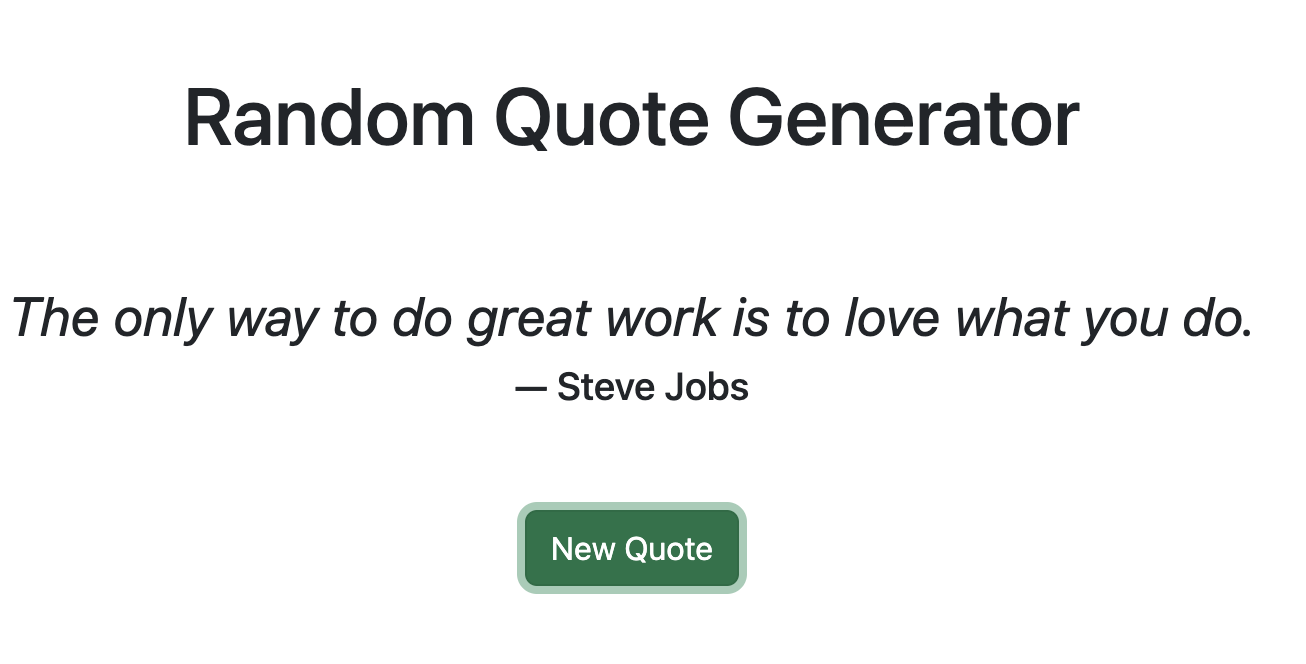 Random Quote Generator
The only way to do great work is to love what you do.
— Steve Jobs
New Quote